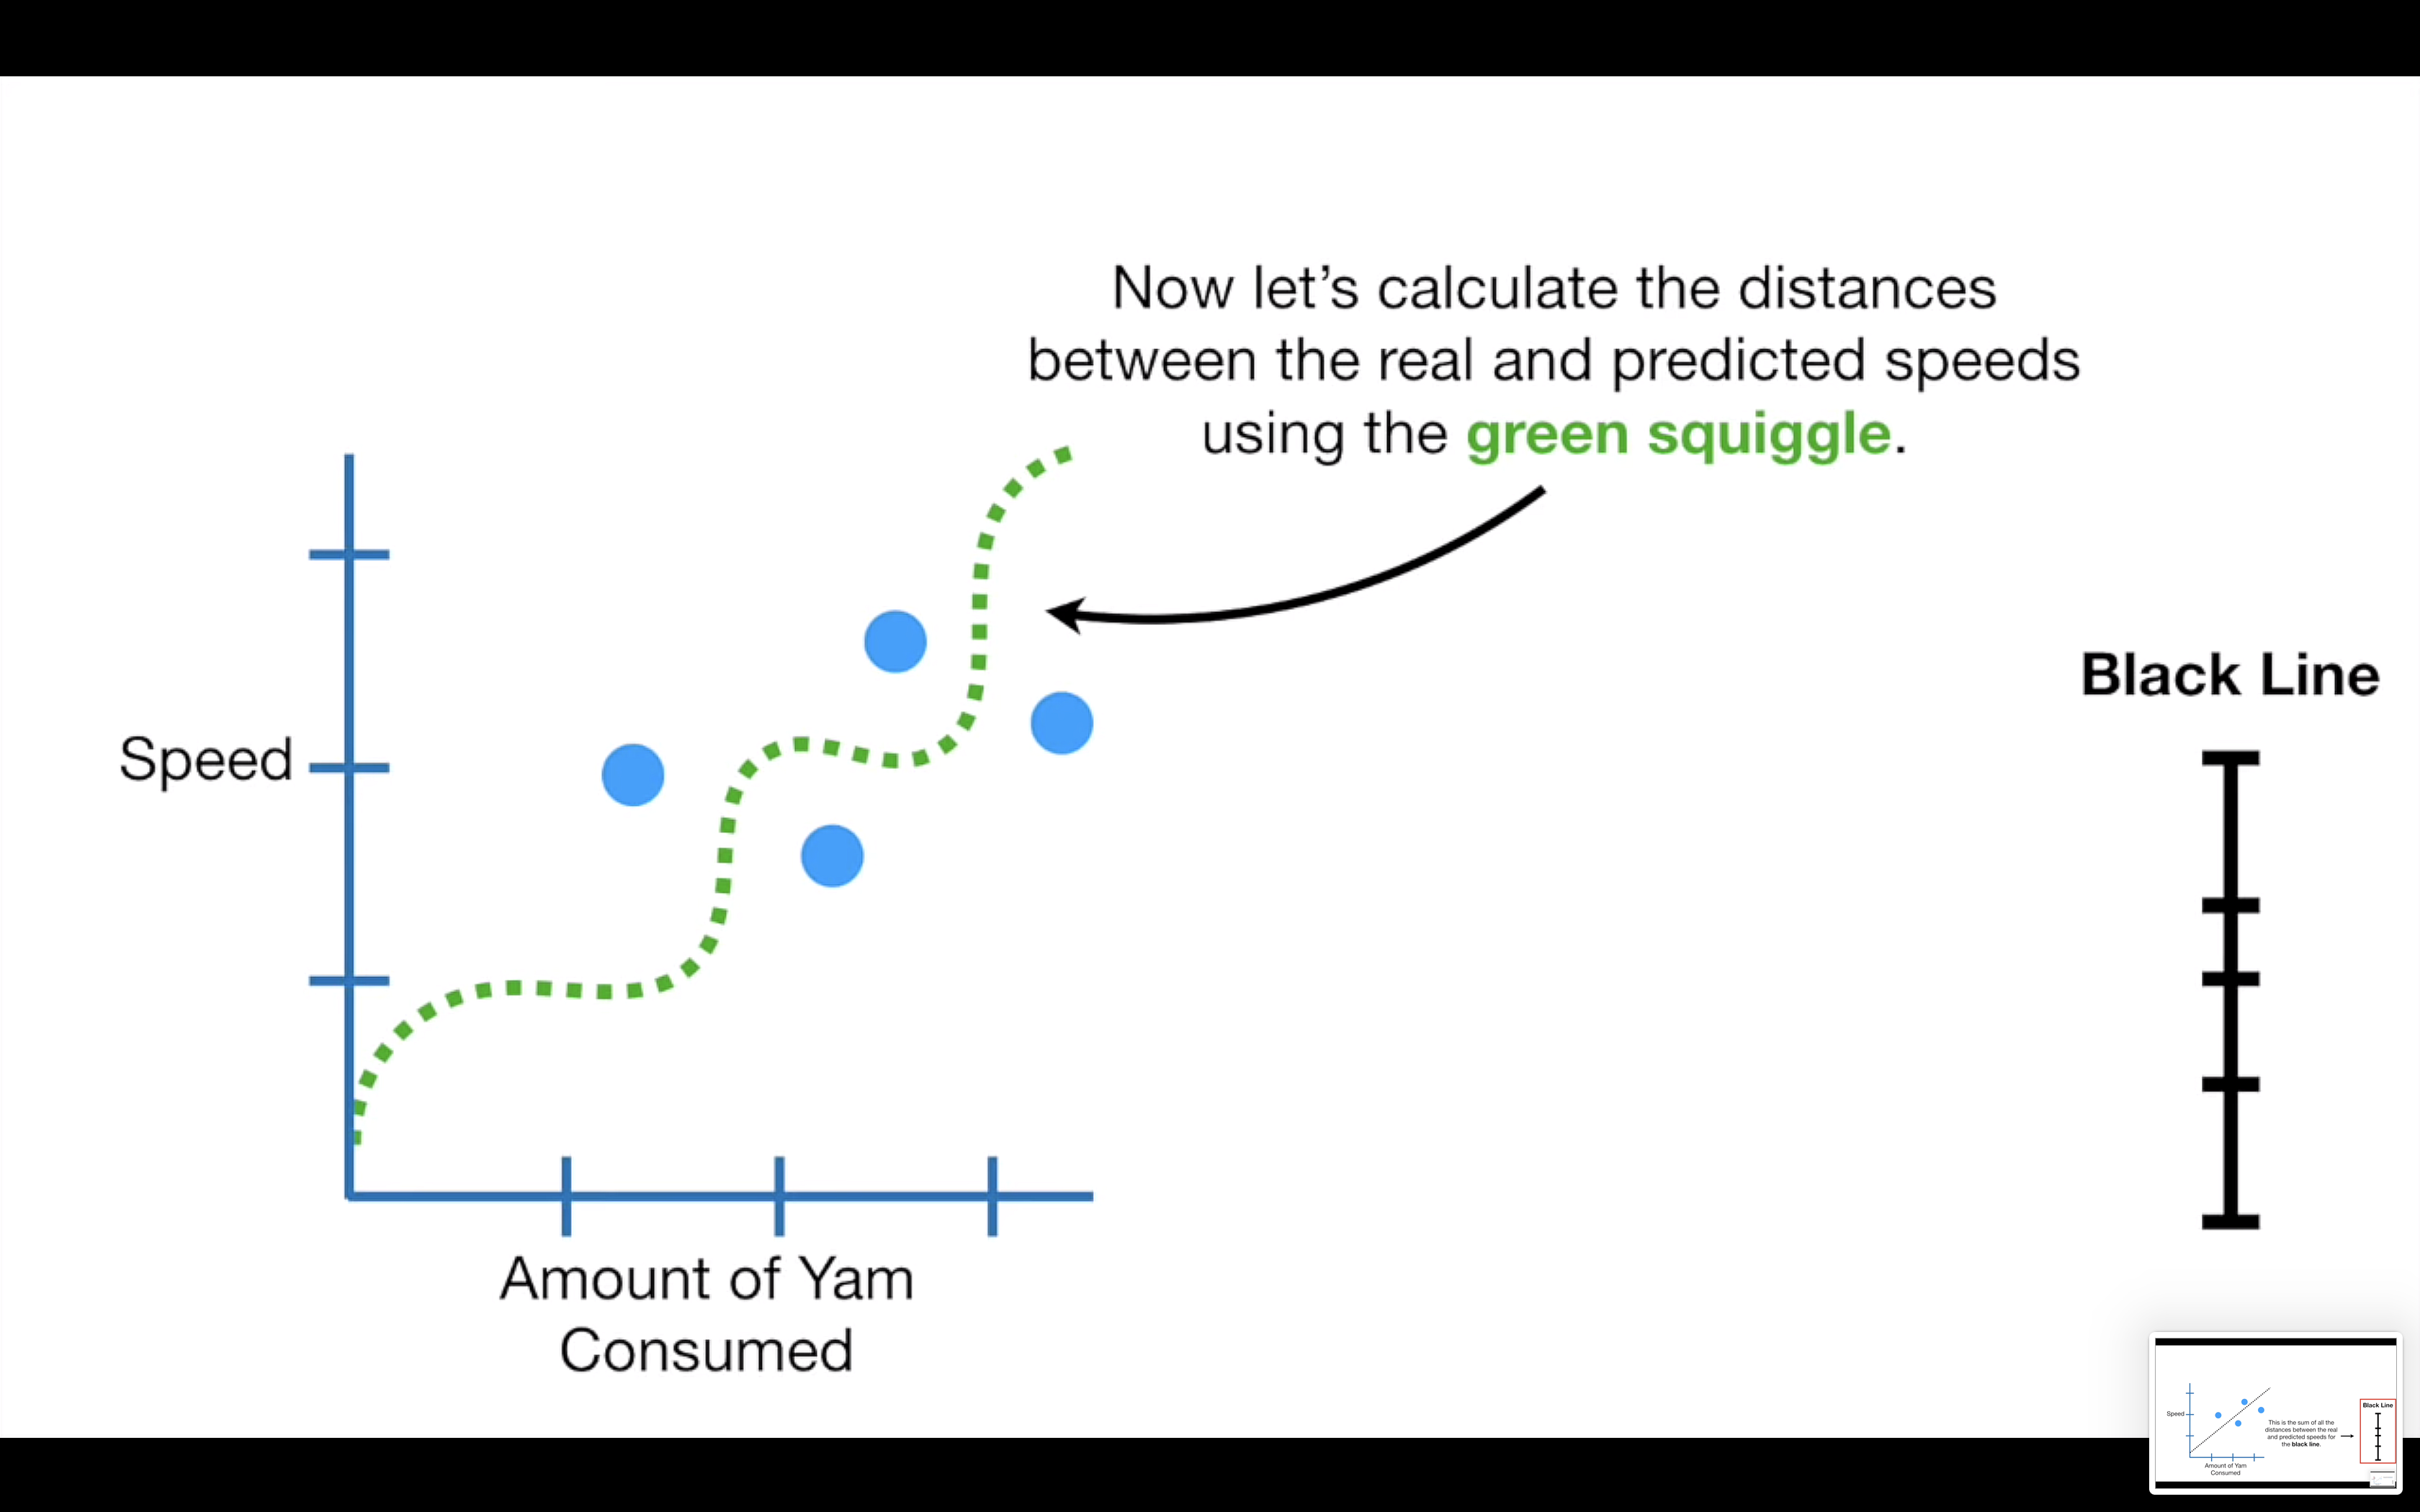 Now let's calculate the distances
between the real and predicted speeds
using the green squiggle.
Black Line
Speed
Amount of Yam
Consumed
Black Line
Speed
This is the sum of all the
distances between the real
and predicted speeds for
the black line.
Amount of Yam
Consumed